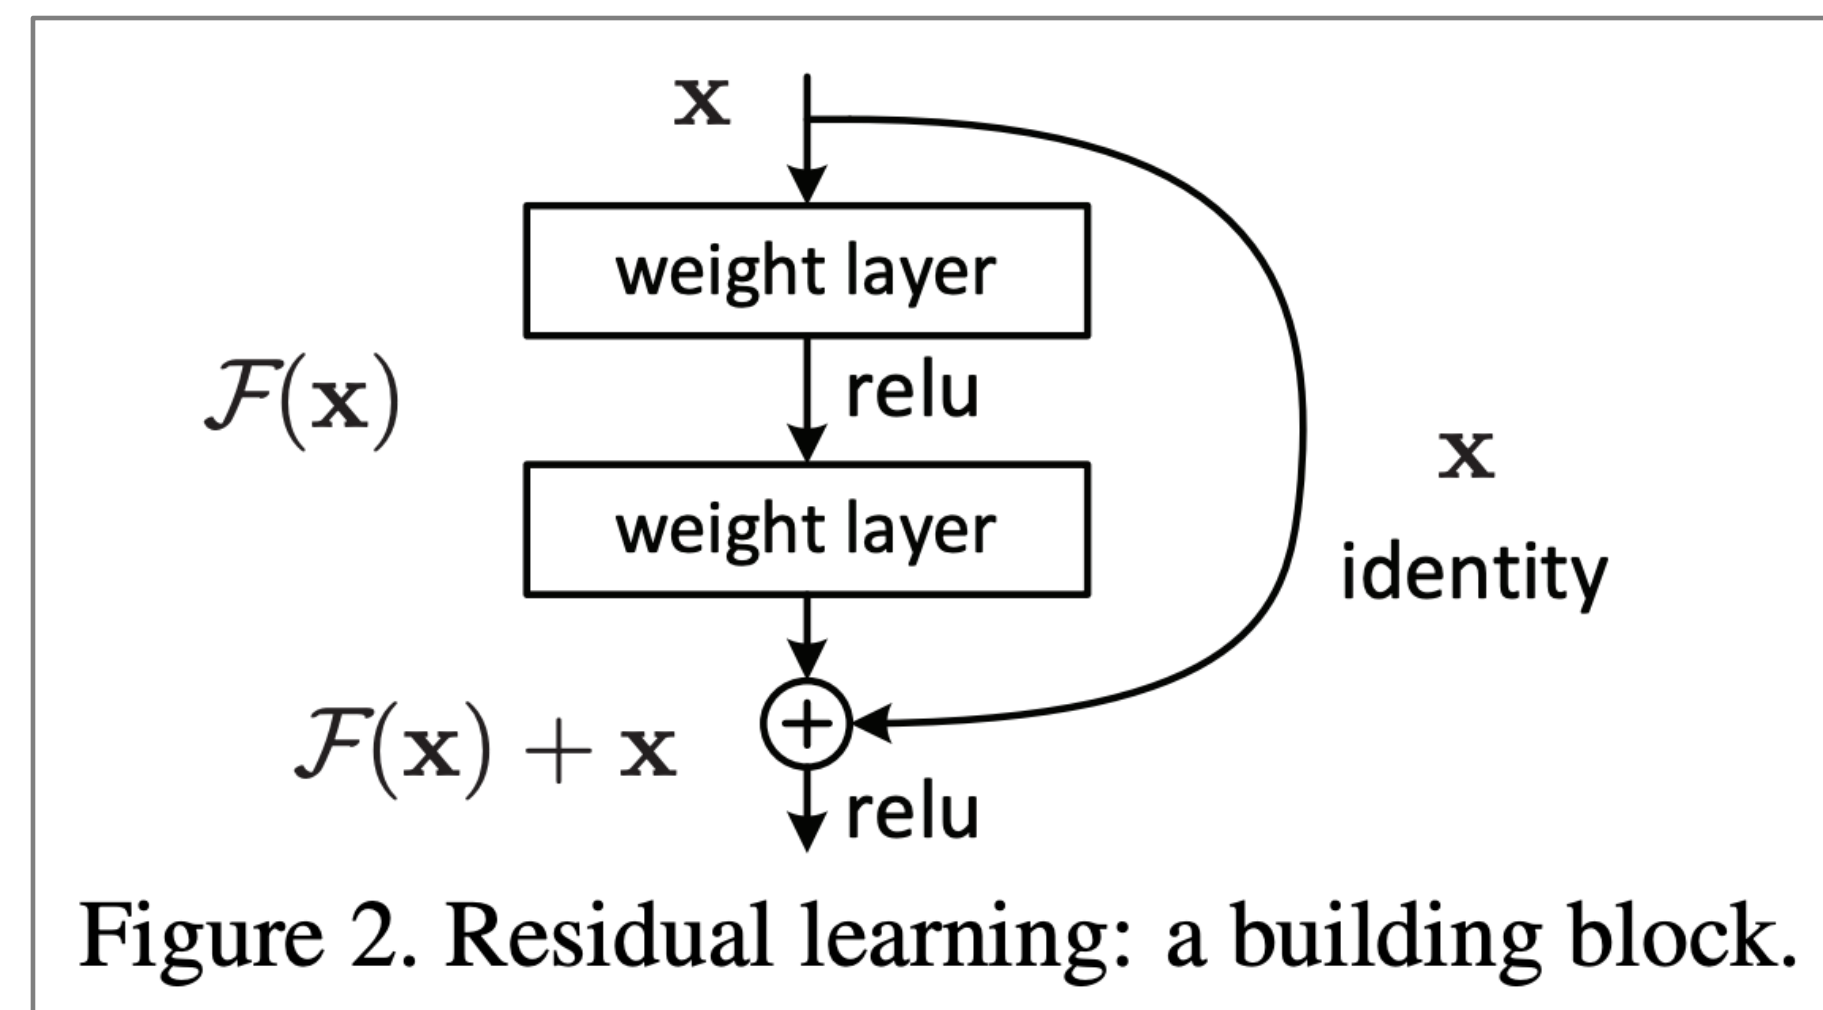 x
weight layer
relu
F(x)
x
weight layer
identity
F(x) + x
+
relu
Figure 2. Residual learning: a building block.